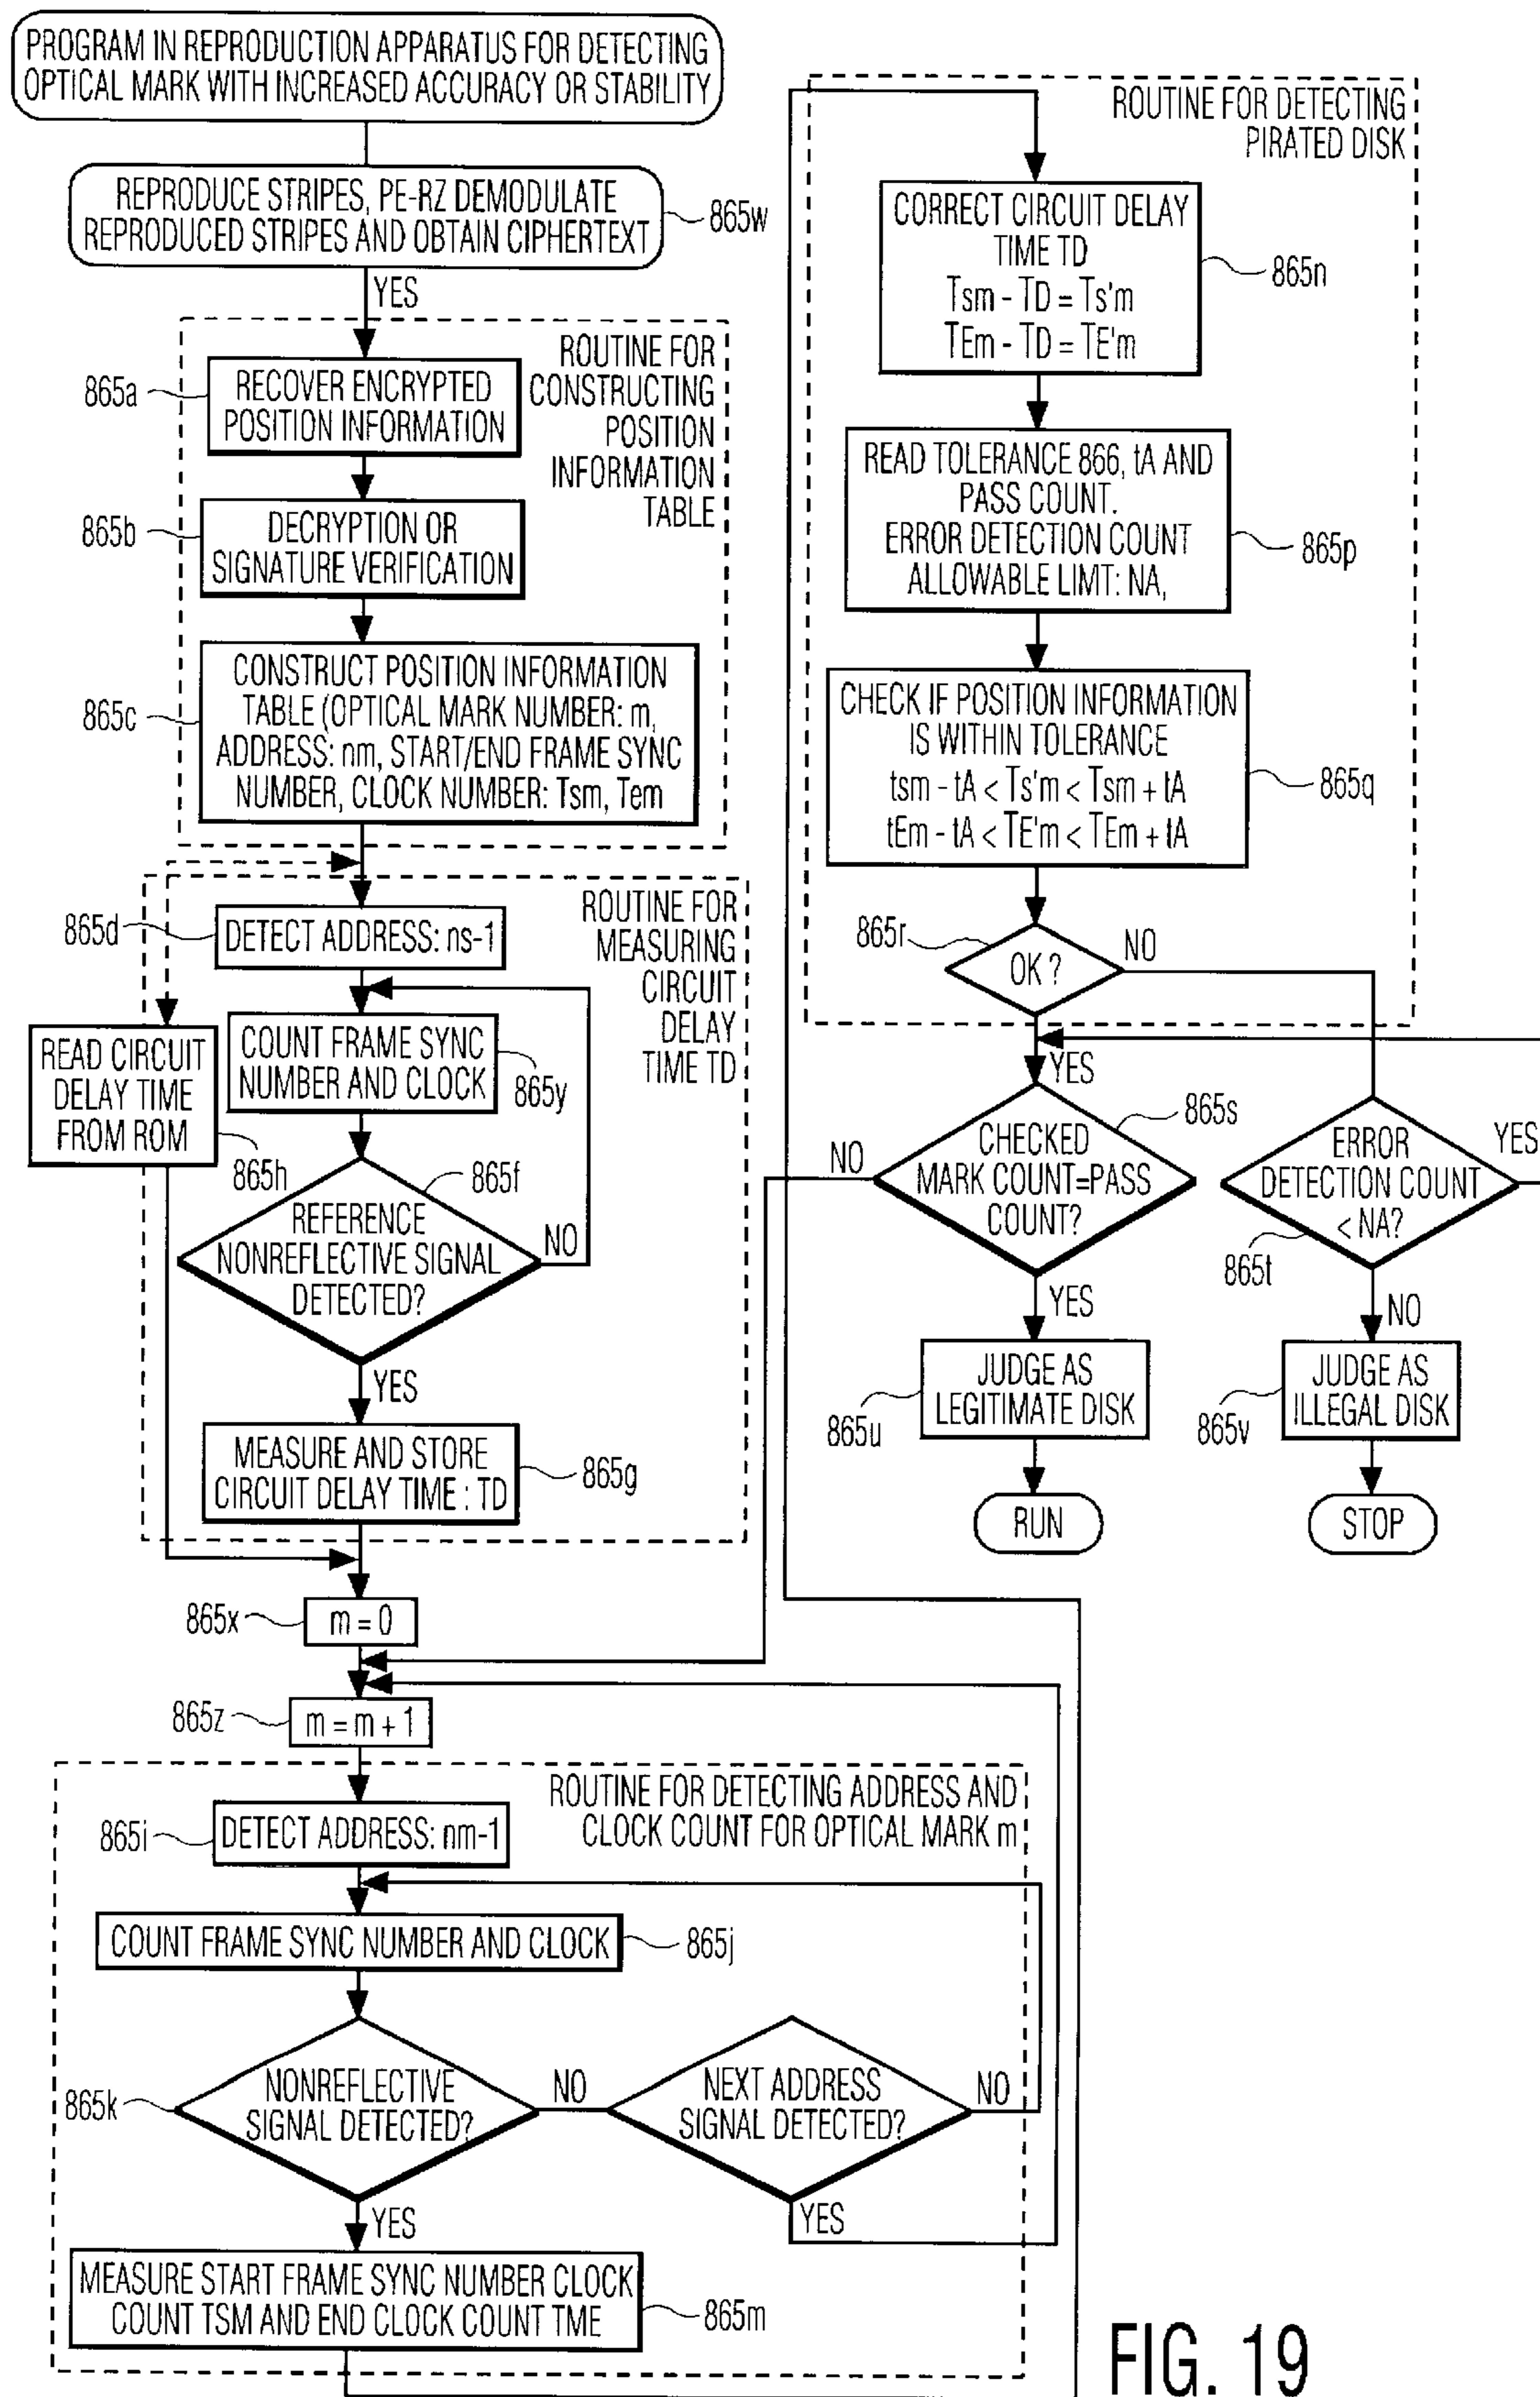 PROGRAM IN REPRODUCTION APPARATUS FOR DETECTING
OPTICAL MARK WITH INCREASED ACCURACY OR STABILITY
REPRODUCE STRIPES, PE-RZ DEMODULATE
REPRODUCED STRIPES AND OBTAIN CIPHERTEXT
865w
YES
ROUTINE FOR
CONSTRUCTING
POSITION
INFORMATION
TABLE
865a
RECOVER ENCRYPTED
POSITION INFORMATION
865b
DECRYPTION OR
SIGNATURE VERIFICATION
865c
CONSTRUCT POSITION INFORMATION
TABLE (OPTICAL MARK NUMBER: m,
ADDRESS: nm, START/END FRAME SYNC
NUMBER, CLOCK NUMBER: Tsm, Tem
ROUTINE FOR
MEASURING
CIRCUIT
DELAY
TIME TD
865d
DETECT ADDRESS: ns-1
COUNT FRAME SYNC
NUMBER AND CLOCK
865y
READ CIRCUIT
DELAY TIME
FROM ROM
865h
865f
REFERENCE
NONREFLECTIVE SIGNAL
DETECTED?
NO
YES
MEASURE AND STORE
CIRCUIT DELAY TIME : TD
865g
865x
m = 0
865z
m = m + 1
ROUTINE FOR DETECTING ADDRESS AND
CLOCK COUNT FOR OPTICAL MARK m
865i
DETECT ADDRESS: nm-1
COUNT FRAME SYNC NUMBER AND CLOCK
865j
865k
NONREFLECTIVE
SIGNAL DETECTED?
NO
NEXT ADDRESS
SIGNAL DETECTED?
NO
YES
YES
MEASURE START FRAME SYNC NUMBER CLOCK
COUNT TSM AND END CLOCK COUNT TME
865m
ROUTINE FOR DETECTING
PIRATED DISK
CORRECT CIRCUIT DELAY
TIME TD
Tsm - TD = Ts'm
TEm - TD = TE'm
865n
READ TOLERANCE 866, tA AND
PASS COUNT.
ERROR DETECTION COUNT
ALLOWABLE LIMT: NA,
865p
CHECK IF POSITION INFORMATION
IS WITHIN TOLERANCE
tsm - tA < Ts'm < Tsm + tA
tEm - tA < TE'm < TEm + tA
865q
865r
OK ?
NO
YES
865s
CHECKED
MARK COUNT=PASS
COUNT?
NO
YES
ERROR
DETECTION COUNT
< NA?
865t
YES
NO
JUDGE AS
LEGITIMATE DISK
865u
JUDGE AS
ILLEGAL DISK
865v
RUN
STOP
FIG. 19